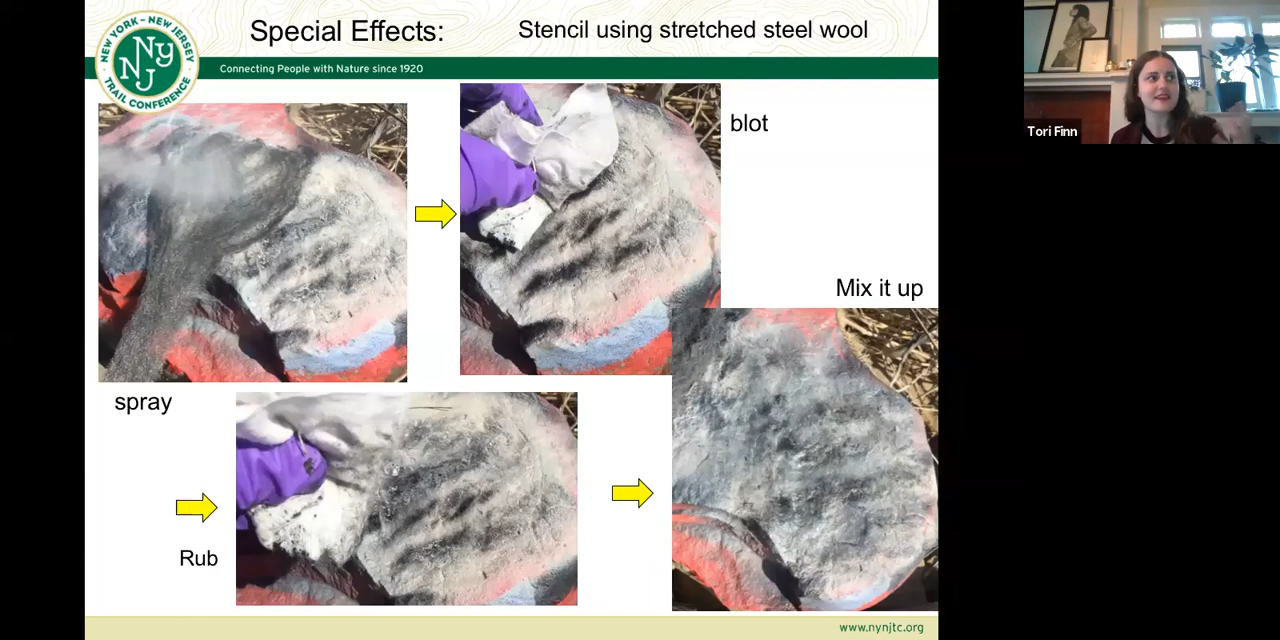 Special Effects:
Stencil using stretched steel wool
NEW YORK – NEW JERSEY
NY
NJ
TRAIL CONFERENCE
Connecting People with Nature since 1920
blot
Tori Finn
Mix it up
spray
Rub
www.nynjtc.org